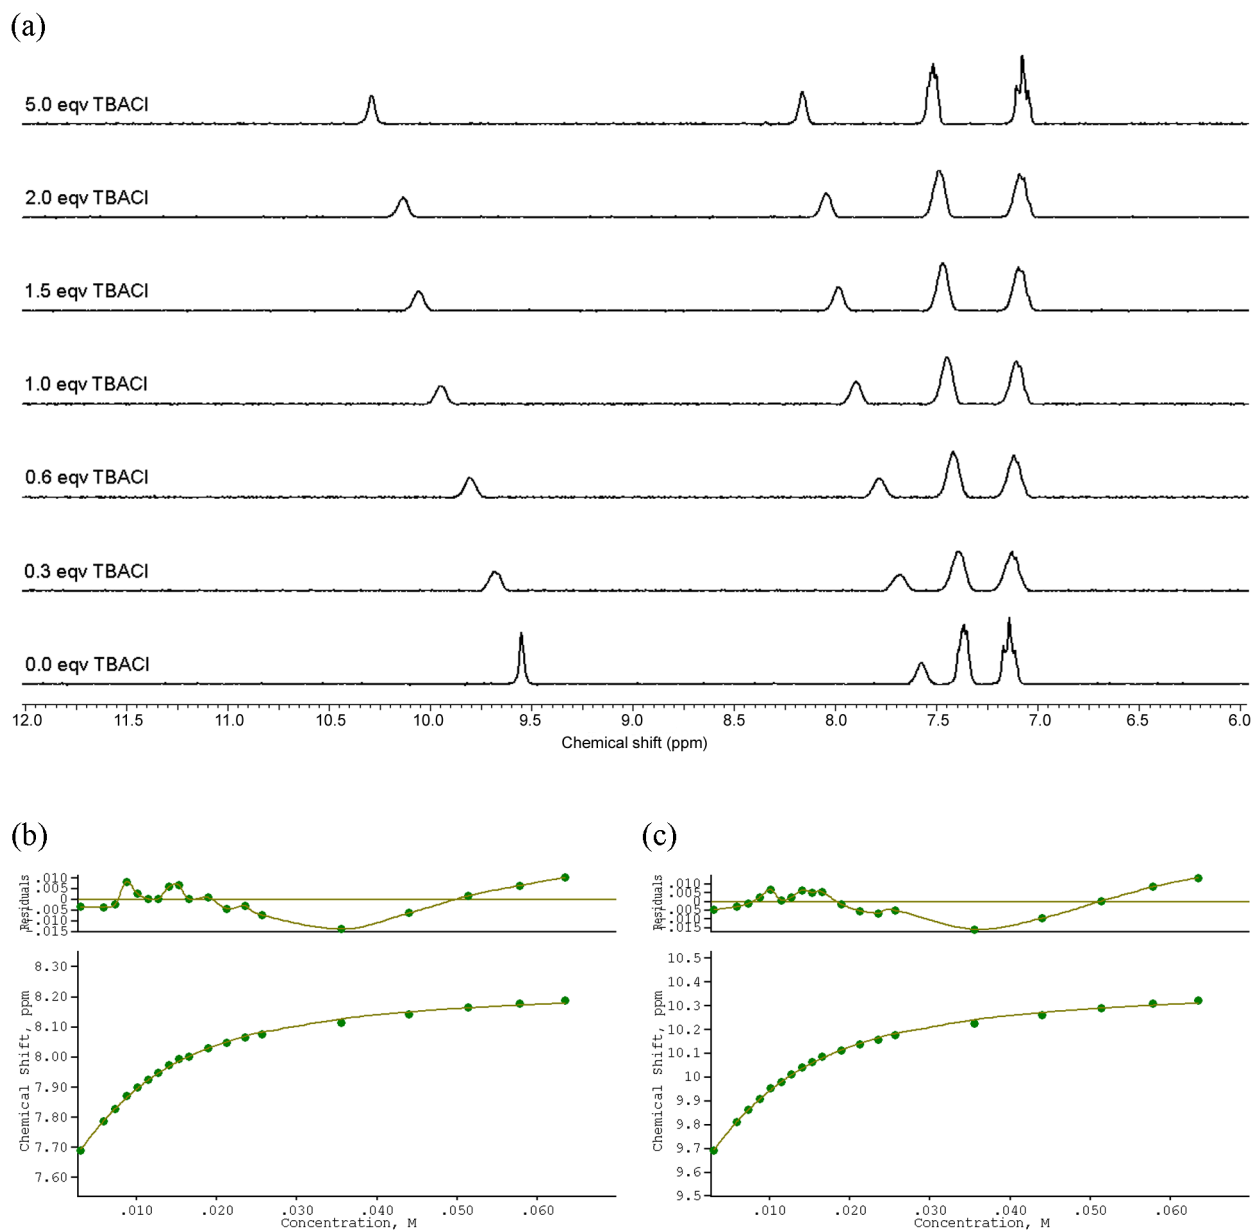 (a)
5.0 eqv TBACl
2.0 eqv TBACl
1.5 eqv TBACl
1.0 eqv TBACl
0.6 eqv TBACl
0.3 eqv TBACl
0.0 eqv TBACl
12.0 11.5 11.0 10.5 10.0 9.5 9.0 8.5 8.0 7.5 7.0 6.5 6.0
Chemical shift (ppm)
(b)
Residuals
.010
.005
0
-.005
-.010
-.015
Chemical Shift, ppm
8.30
8.20
8.10
8.00
7.90
7.80
7.70
7.60
.010 .020 .030 .040 .050 .060
Concentration, M
(c)
Residuals
.010
.005
0
-.005
-.010
-.015
Chemical Shift, ppm
10.5
10.4
10.3
10.2
10.1
10
9.9
9.8
9.7
9.6
9.5
.010 .020 .030 .040 .050 .060
Concentration, M